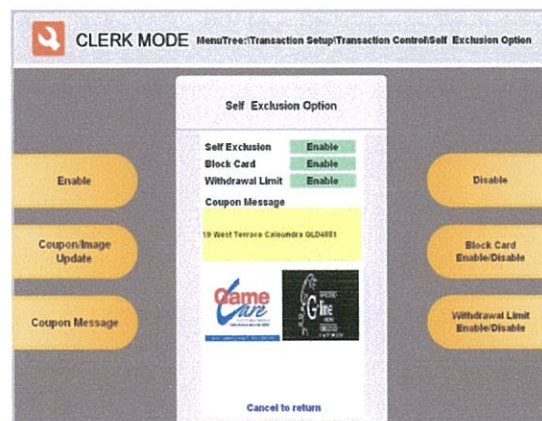 CLERK MODE MenuTree:\Transaction Setup\Transaction Control\Self Exclusion Option
Self Exclusion Option
Self Exclusion Enable
Block Card Enable
Withdrawal Limit Enable
Coupon Message
19 West Terrace Caloundra QLD4551
Enable
Coupon/Image
Update
Coupon Message
Disable
Block Card
Enable/Disable
Withdrawal Limit
Enable/Disable
Game
Care
G-line
Cancel to return